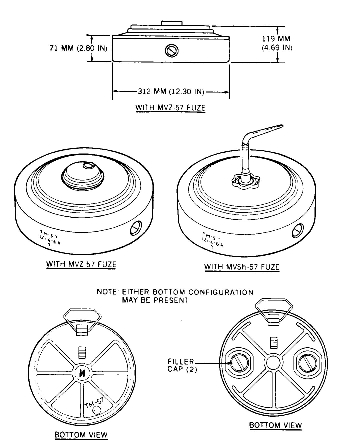 119 MM
(4.69 IN)
71 MM (2.80 IN)
312 MM (12.30 IN)
WITH MVZ-57 FUZE
WITH MVZ 57 FUZE
WITH MVSh-57 FUZE
NOTE: EITHER BOTTOM CONFIGURATION
MAY BE PRESENT
FILLER
CAP (2)
TM-57
BOTTOM VIEW
BOTTOM VIEW